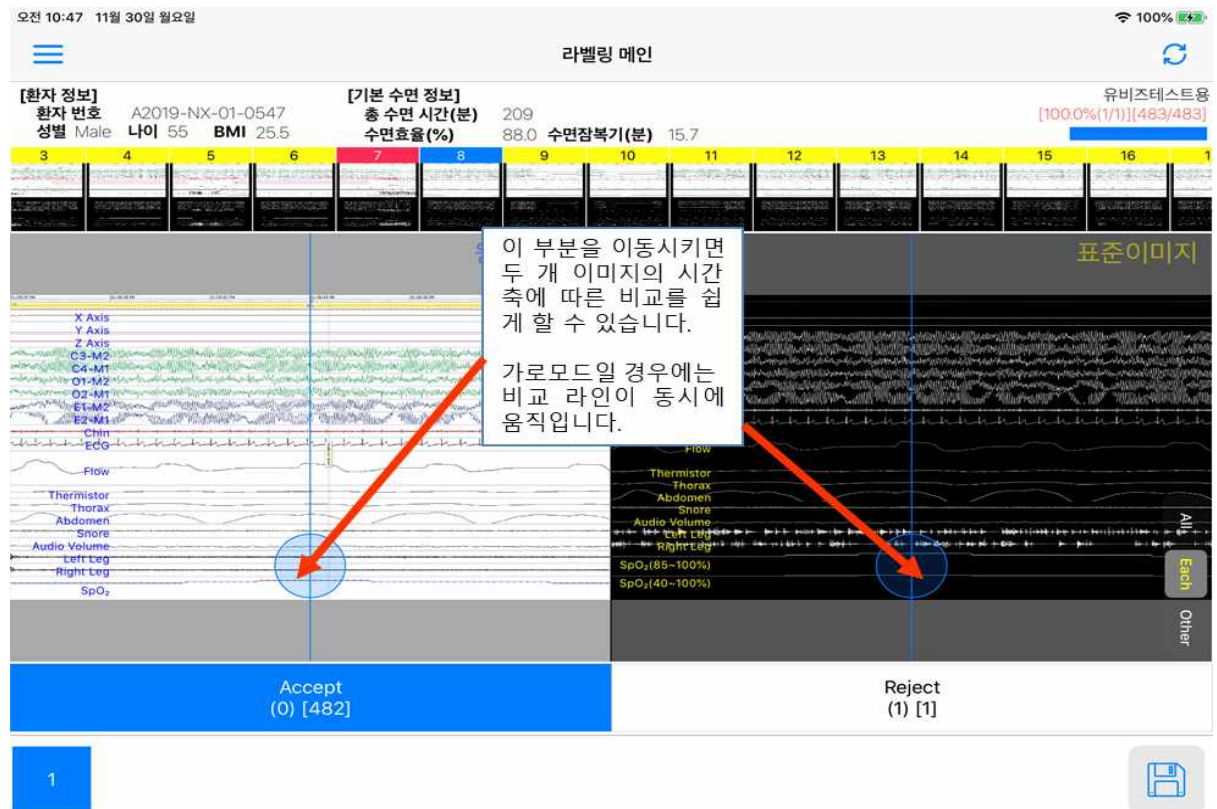 오전 10:47 11월 30일 월요일
100%
라벨링 메인
[환자 정보]
환자 번호 A2019-NX-01-0547
성별 Male 나이 55 BMI 25.5
[기본 수면 정보]
총 수면 시간(분) 209
수면효율(%) 88.0 수면잠복기(분) 15.7
유비즈테스트용
[100.0%(1/1)][483/483]
3 4 5 6 7 8 9 10 11 12 13 14 15 16 1
이 부분을 이동시키면
두 개 이미지의 시간
축에 따른 비교를 쉽
게 할 수 있습니다.
가로모드일 경우에는
비교 라인이 동시에
움직입니다.
표준이미지
X Axis
Y Axis
Z Axis
C3-M2
C4-M1
O1-M2
O2-M1
E1-M2
E2-M1
Chin
ECG
Flow
Thermistor
Thorax
Abdomen
Snore
Audio Volume
Left Leg
Right Leg
SpO₂
Flow
Thermistor
Thorax
Abdomen
Snore
Audio Volume
Left Leg
Right Leg
SpO₂(85~100%)
SpO₂(40~100%)
All
Each
Other
Accept
(0) [482]
Reject
(1) [1]
1